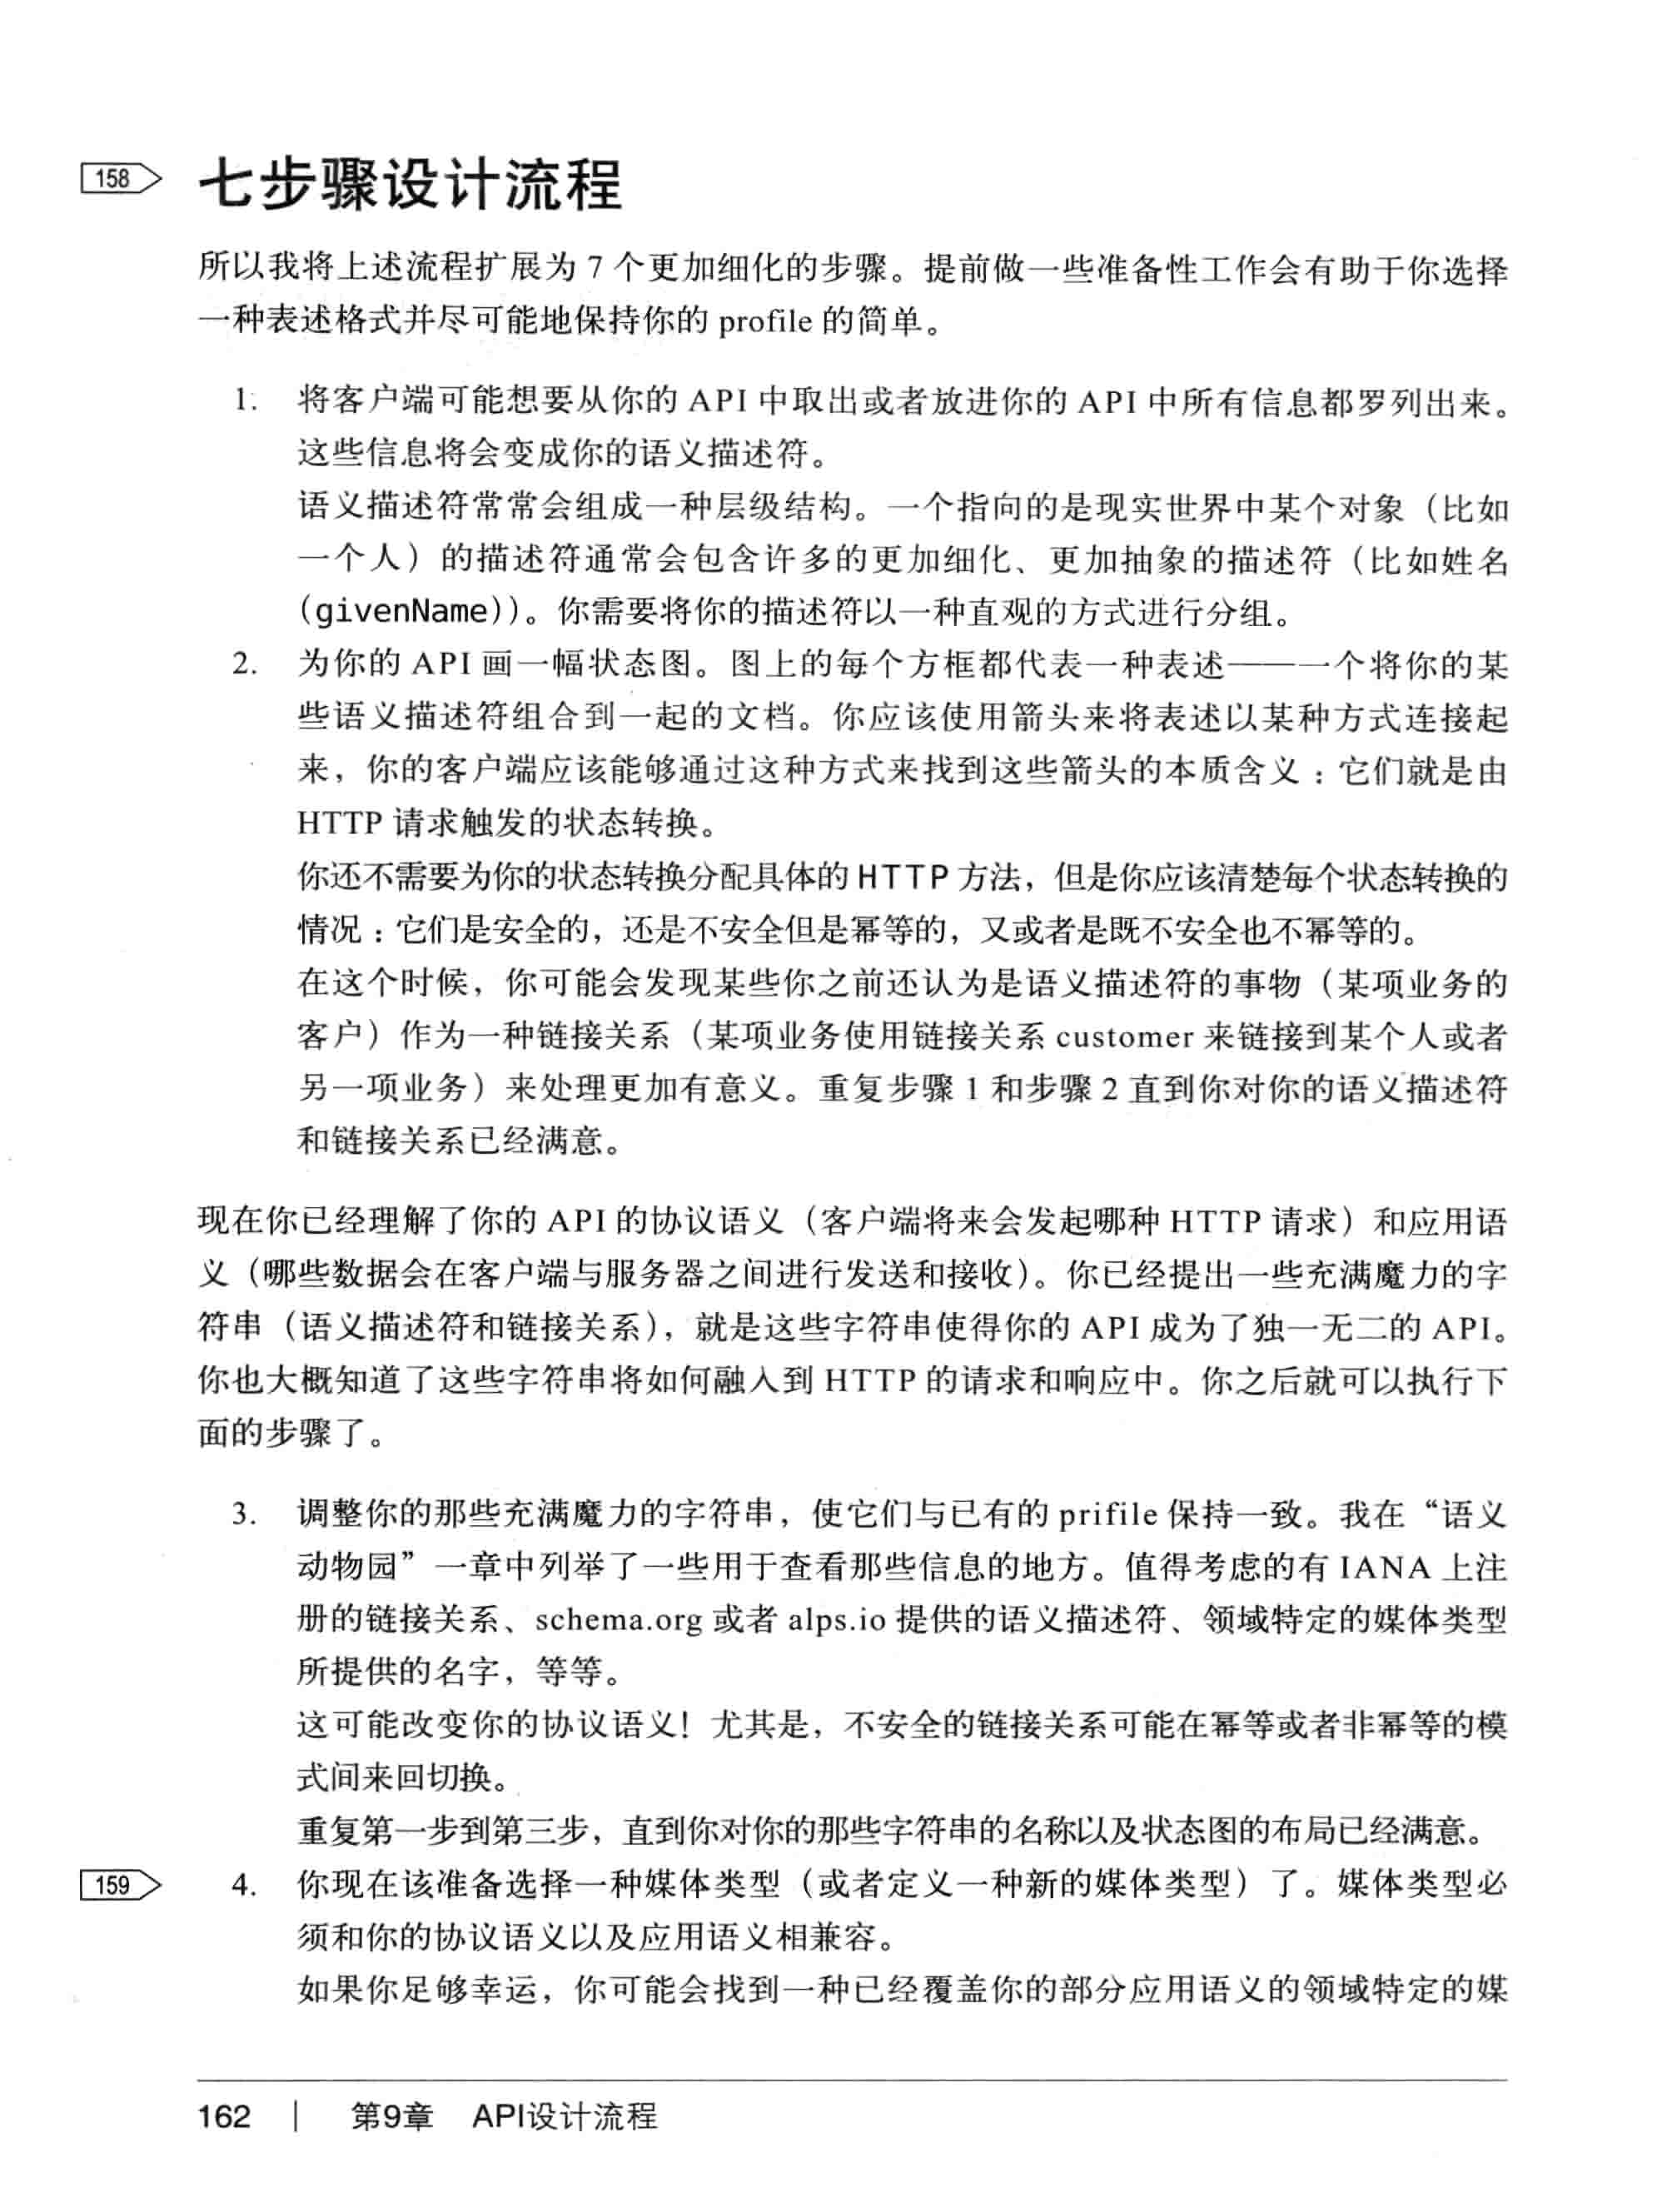 158
七步骤设计流程
所以我将上述流程扩展为 7 个更加细化的步骤。提前做一些准备性工作会有助于你选择
一种表述格式并尽可能地保持你的 profile 的简单。
1. 将客户端可能想要从你的 API 中取出或者放进你的 API 中所有信息都罗列出来。
这些信息将会变成你的语义描述符。
语义描述符常常会组成一种层级结构。一个指向的是现实世界中某个对象（比如
一个人）的描述符通常会包含许多的更加细化、更加抽象的描述符（比如姓名
(givenName)）。你需要将你的描述符以一种直观的方式进行分组。
2. 为你的 API 画一幅状态图。图上的每个方框都代表一种表述——一个将你的某
些语义描述符组合到一起的文档。你应该使用箭头来将表述以某种方式连接起
来，你的客户端应该能够通过这种方式来找到这些箭头的本质含义：它们就是由
HTTP 请求触发的状态转换。
你还不需要为你的状态转换分配具体的 HTTP 方法，但是你应该清楚每个状态转换的
情况：它们是安全的，还是不安全但是幂等的，又或者是既不安全也不幂等的。
在这个时候，你可能会发现某些你之前还认为是语义描述符的事物（某项业务的
客户）作为一种链接关系（某项业务使用链接关系 customer 来链接到某个人或者
另一项业务）来处理更加有意义。重复步骤 1 和步骤 2 直到你对你的语义描述符
和链接关系已经满意。
现在你已经理解了你的 API 的协议语义（客户端将来会发起哪种 HTTP 请求）和应用语
义（哪些数据会在客户端与服务器之间进行发送和接收）。你已经提出一些充满魔力的字
符串（语义描述符和链接关系），就是这些字符串使得你的 API 成为了独一无二的 API。
你也大概知道了这些字符串将如何融入到 HTTP 的请求和响应中。你之后就可以执行下
面的步骤了。
3. 调整你的那些充满魔力的字符串，使它们与已有的 prifile 保持一致。我在“语义
动物园”一章中列举了一些用于查看那些信息的地方。值得考虑的有 IANA 上注
册的链接关系、schema.org 或者 alps.io 提供的语义描述符、领域特定的媒体类型
所提供的名字，等等。
这可能改变你的协议语义！尤其是，不安全的链接关系可能在幂等或者非幂等的模
式间来回切换。
重复第一步到第三步，直到你对你的那些字符串的名称以及状态图的布局已经满意。
159
4. 你现在该准备选择一种媒体类型（或者定义一种新的媒体类型）了。媒体类型必
须和你的协议语义以及应用语义相兼容。
如果你足够幸运，你可能会找到一种已经覆盖你的部分应用语义的领域特定的媒
162 | 第9章 API设计流程